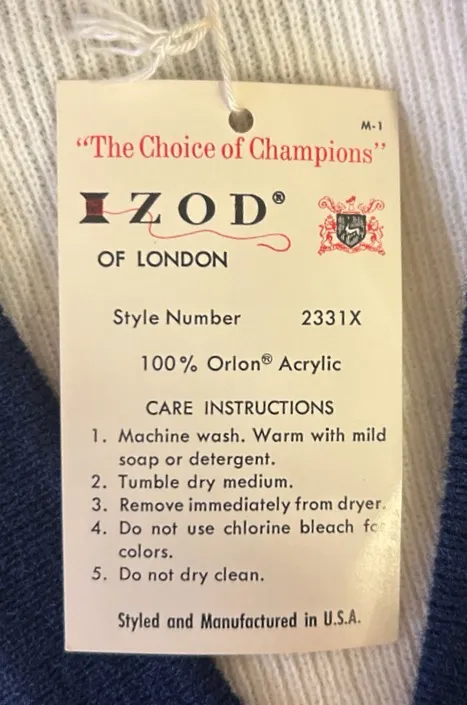 M-1
“The Choice of Champions”
IZOD®
OF LONDON
Style Number 2331X
100% Orlon® Acrylic
CARE INSTRUCTIONS
1. Machine wash. Warm with mild
soap or detergent.
2. Tumble dry medium.
3. Remove immediately from dryer.
4. Do not use chlorine bleach for
colors.
5. Do not dry clean.
Styled and Manufactured in U.S.A.